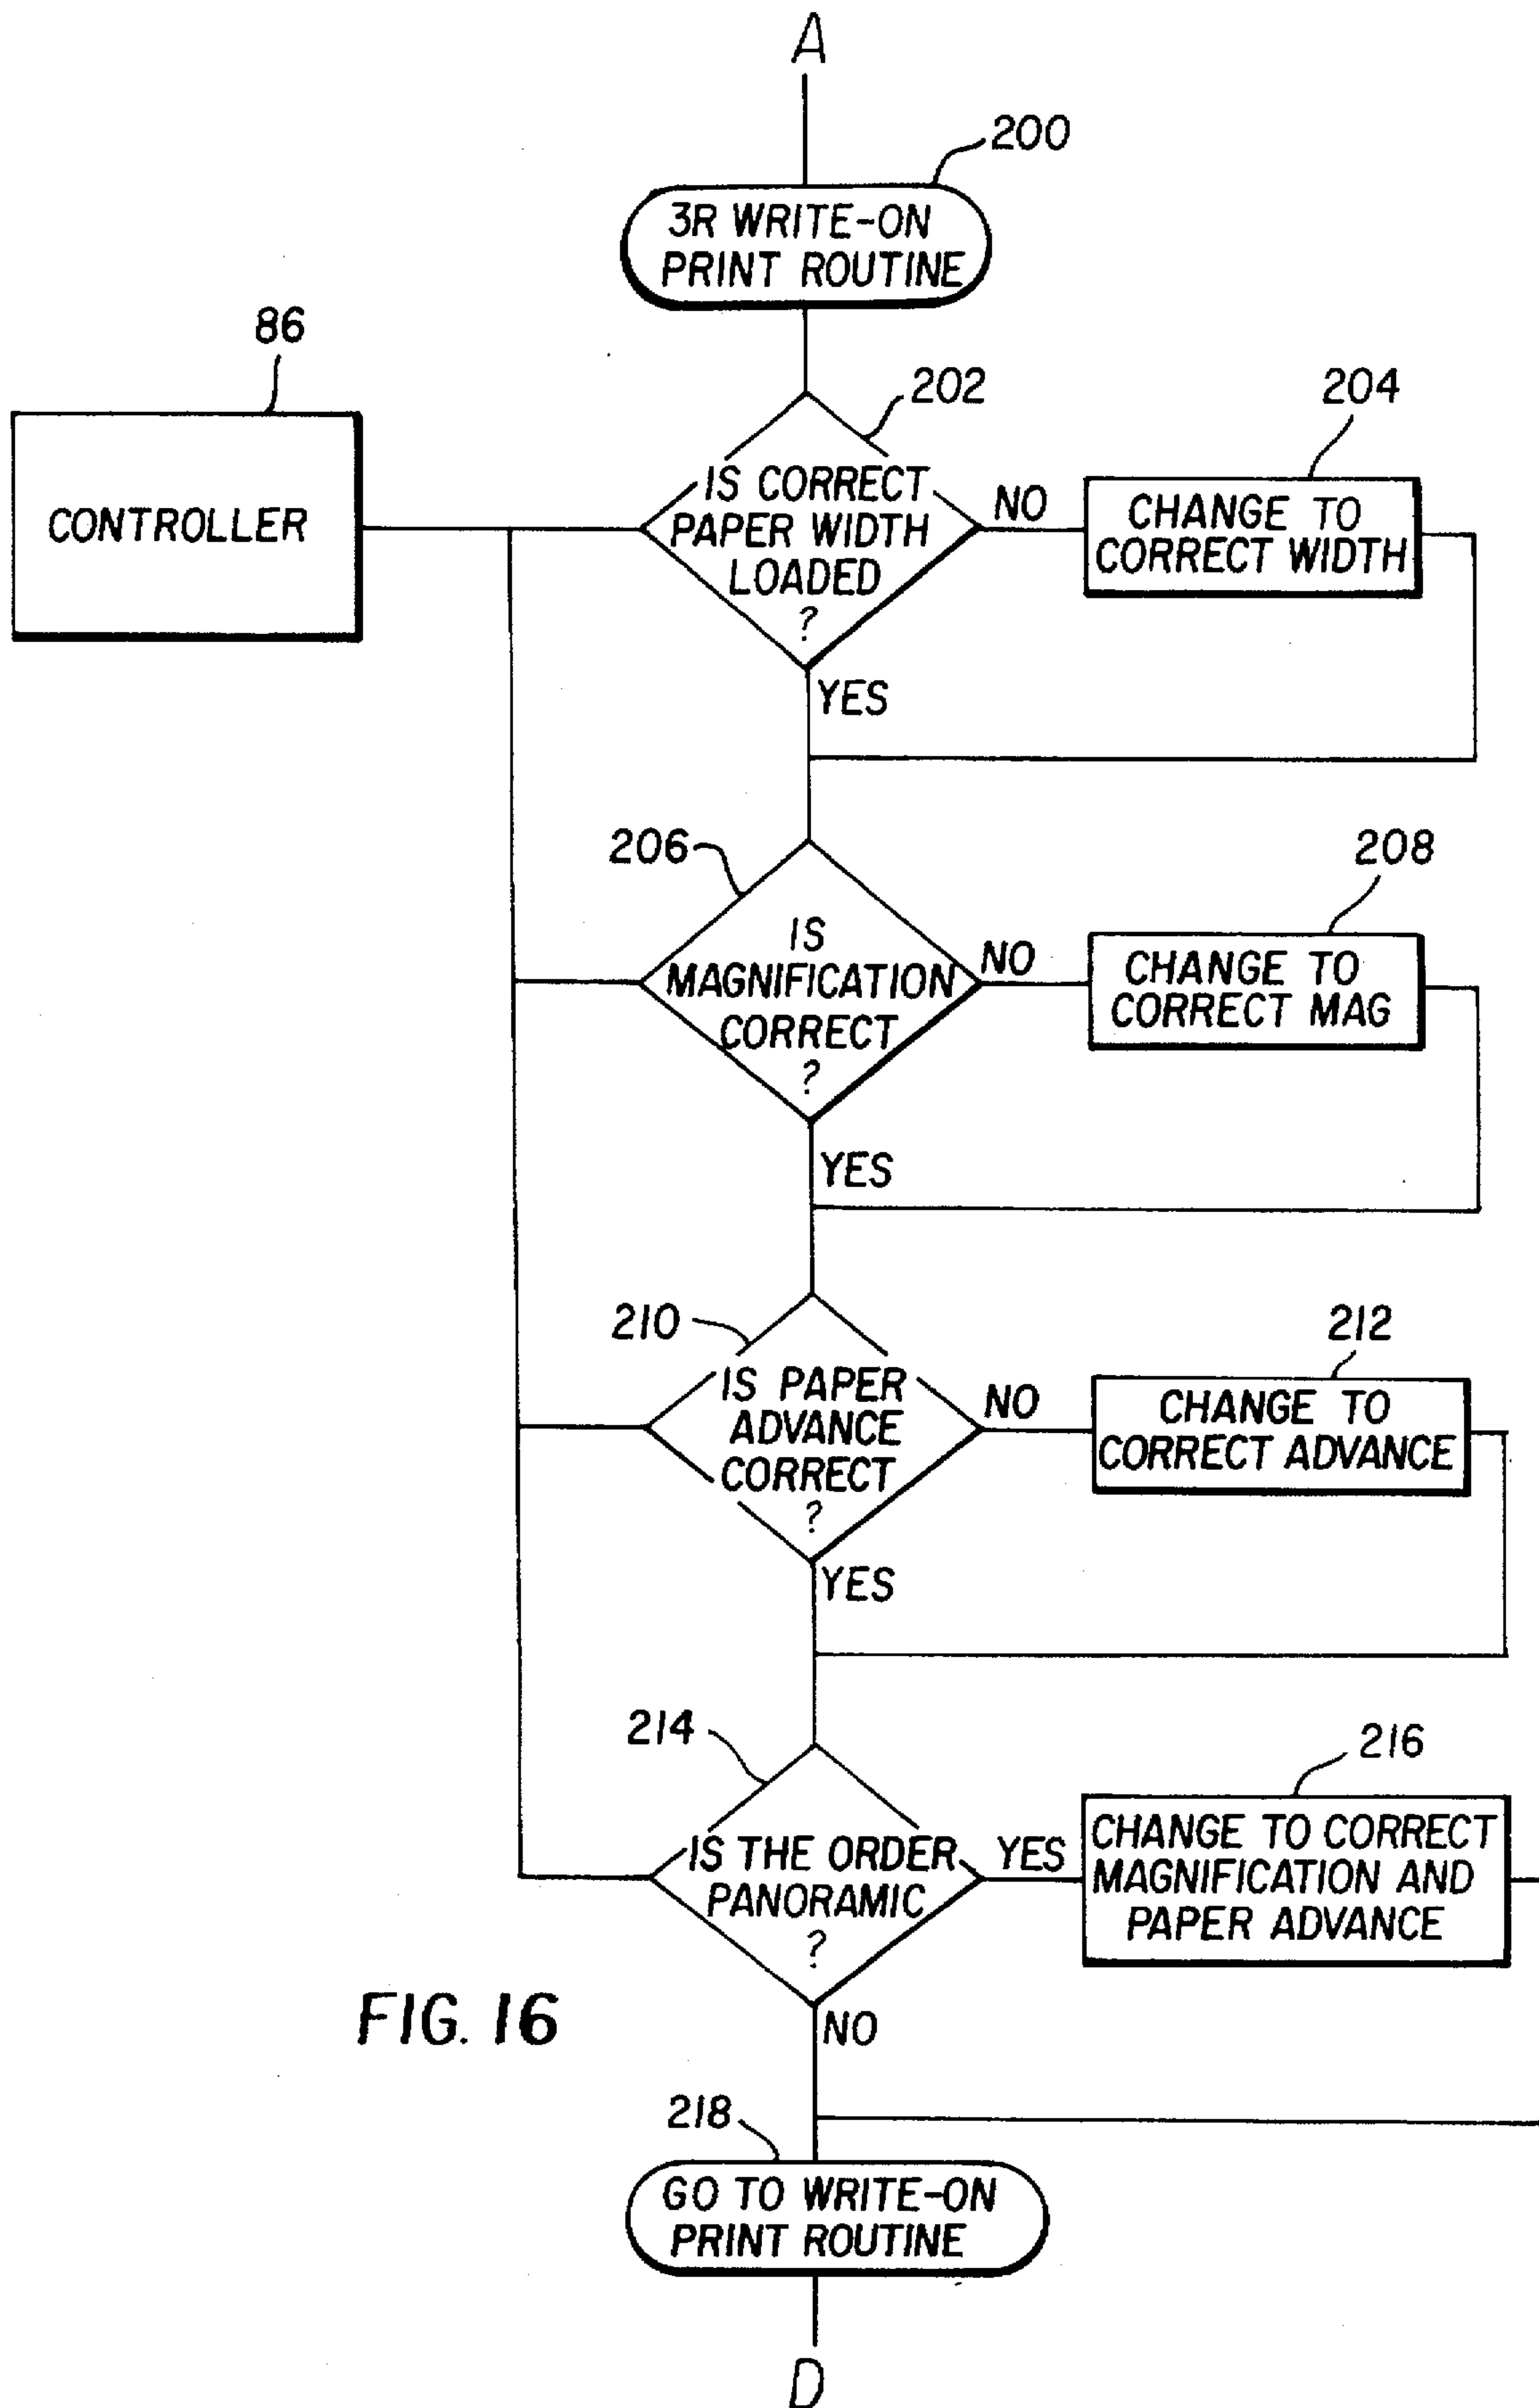 A
200
3R WRITE-ON
PRINT ROUTINE
86
CONTROLLER
202
IS CORRECT
PAPER WIDTH
LOADED
?
NO
204
CHANGE TO
CORRECT WIDTH
YES
206
IS
MAGNIFICATION
CORRECT
?
NO
208
CHANGE TO
CORRECT MAG
YES
210
IS PAPER
ADVANCE
CORRECT
?
NO
212
CHANGE TO
CORRECT ADVANCE
YES
214
IS THE ORDER
PANORAMIC
?
YES
216
CHANGE TO CORRECT
MAGNIFICATION AND
PAPER ADVANCE
NO
FIG. 16
218
GO TO WRITE-ON
PRINT ROUTINE
D